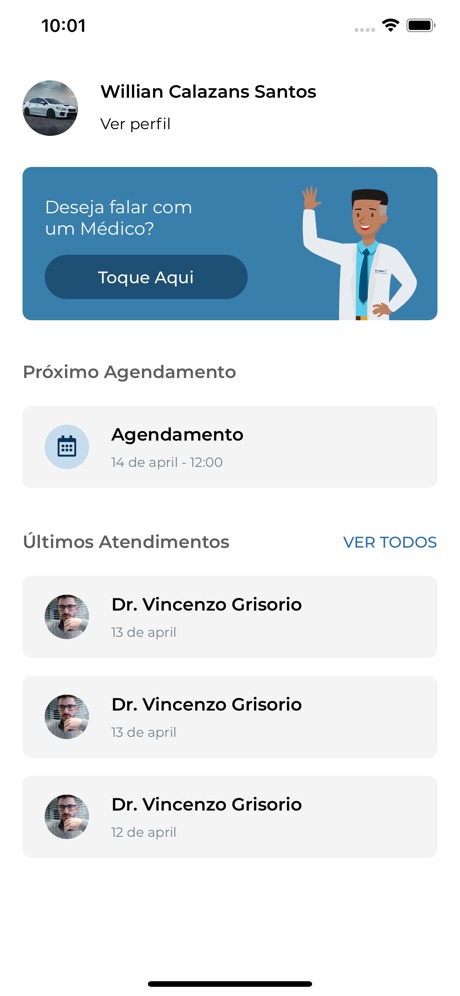 10:01
Willian Calazans Santos
Ver perfil
Deseja falar com
um Médico?
Toque Aqui
Próximo Agendamento
Agendamento
14 de april - 12:00
Últimos Atendimentos
VER TODOS
Dr. Vincenzo Grisorio
13 de april
Dr. Vincenzo Grisorio
13 de april
Dr. Vincenzo Grisorio
12 de april